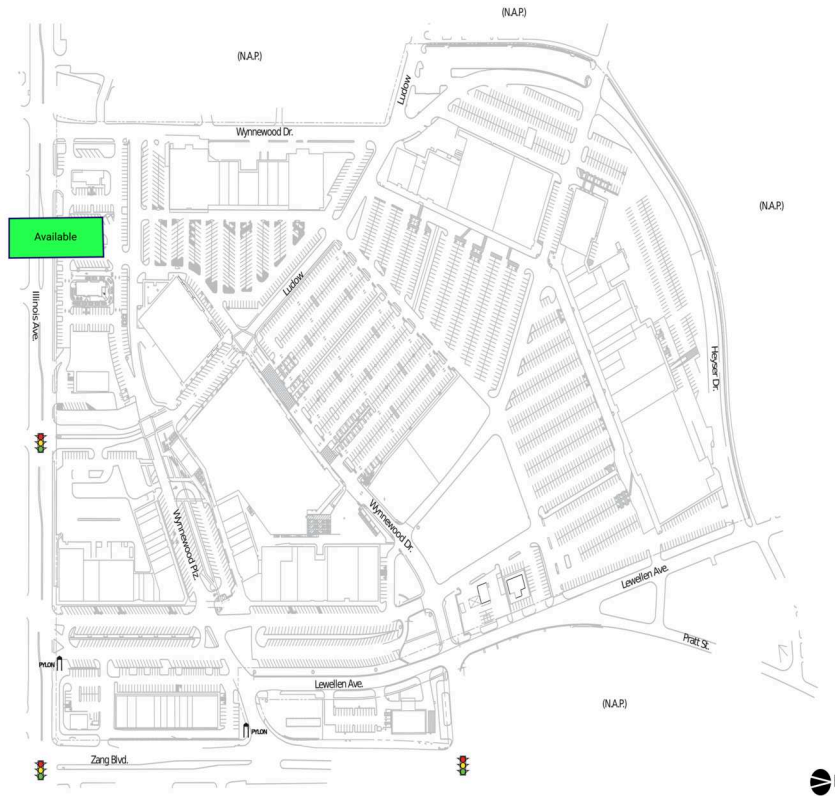 (N.A.P.)
(N.A.P.)
Ludow
Wynnewood Dr.
(N.A.P.)
Available
Ludow
Illinois Ave.
Heyser Dr.
Wynnewood Plz.
Wynnewood Dr.
Lewellen Ave.
Pratt St.
PYLON
Lewellen Ave.
(N.A.P.)
PYLON
Zang Blvd.